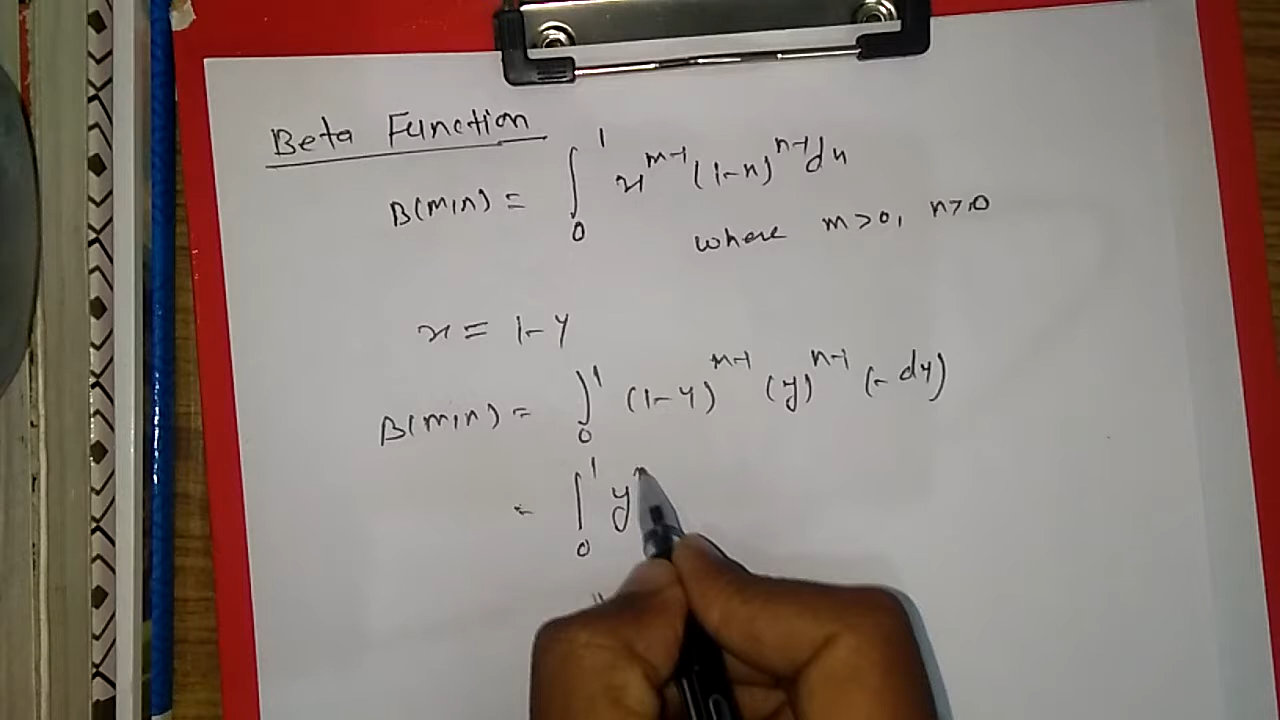 Beta Function
B(m,n) = ∫₀¹ x^{m-1} (1-x)^{n-1} dx
where m>0, n>0
x = 1-y
B(m,n) = ∫₀¹ (1-y)^{m-1} (y)^{n-1} (-dy)
= ∫₀¹ y